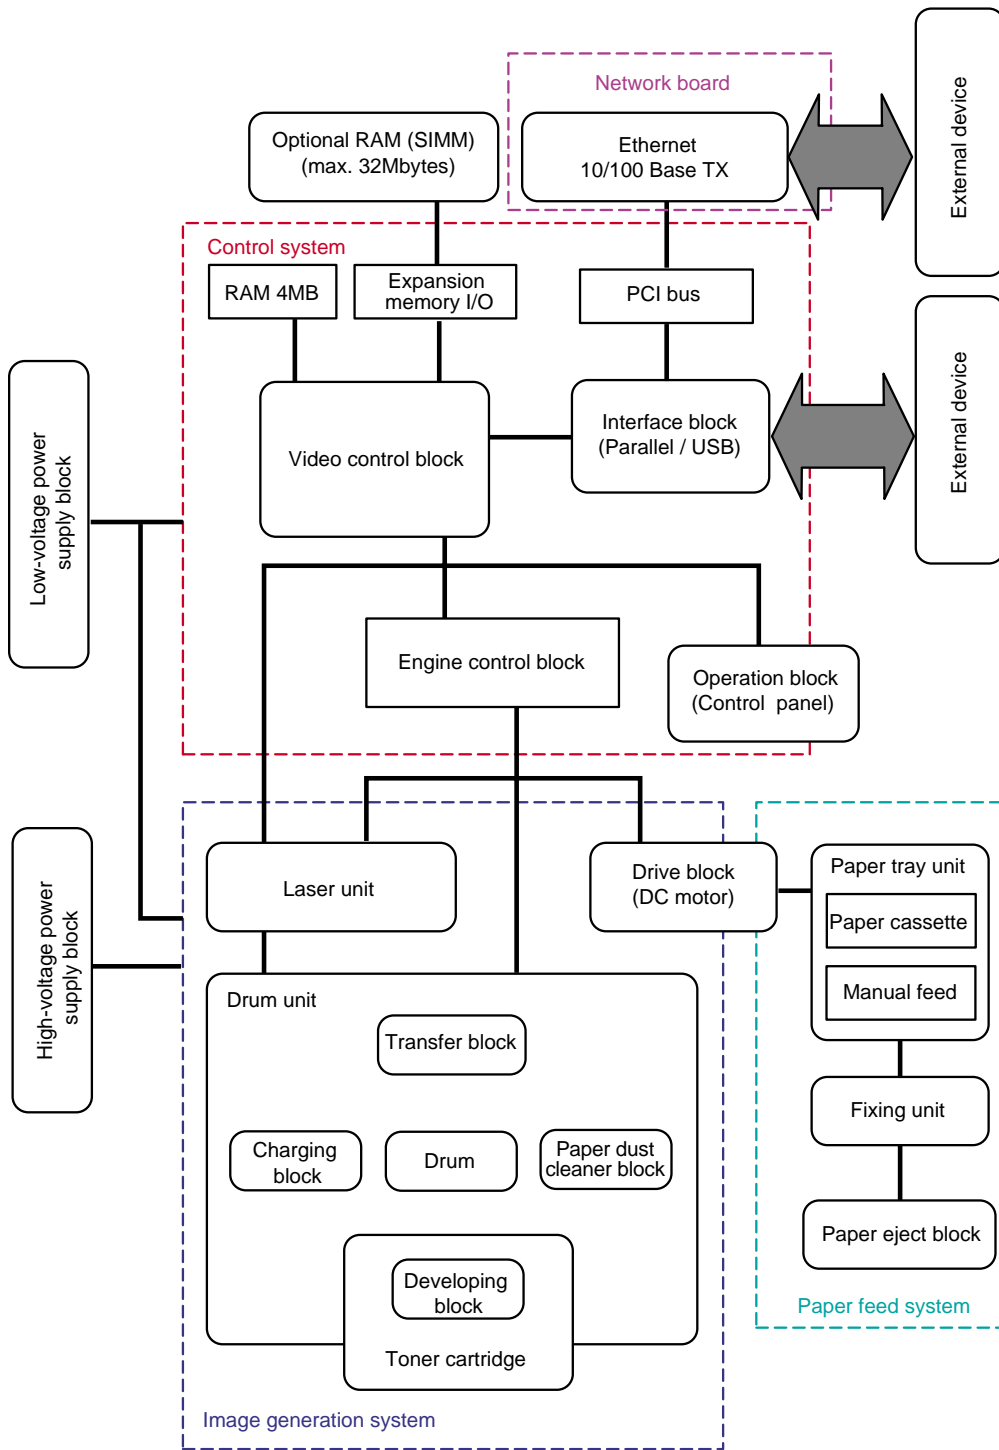 Network board
External device
Optional RAM (SIMM)
(max. 32Mbytes)
Ethernet
10/100 Base TX
Control system
RAM 4MB
Expansion
memory I/O
PCI bus
External device
Low-voltage power
supply block
Video control block
Interface block
(Parallel / USB)
Engine control block
Operation block
(Control  panel)
High-voltage power
supply block
Laser unit
Drive block
(DC motor)
Paper tray unit
Paper cassette
Manual feed
Drum unit
Transfer block
Fixing unit
Charging
block
Drum
Paper dust
cleaner block
Paper eject block
Developing
block
Toner cartridge
Paper feed system
Image generation system